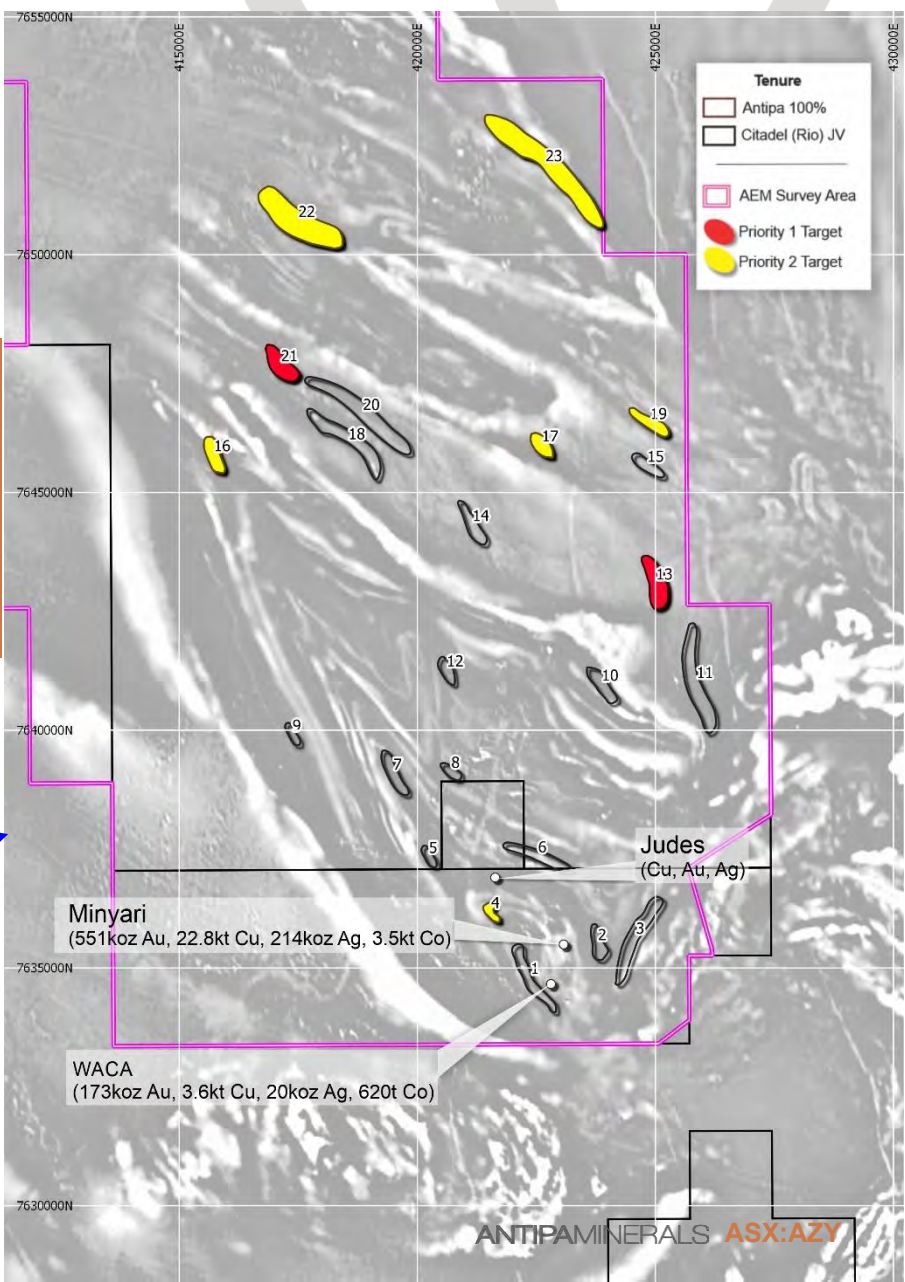 7655000N
415000E
420000E
425000E
430000E
Tenure
Antipa 100%
Citadel (Rio) JV
AEM Survey Area
Priority 1 Target
Priority 2 Target
23
22
7650000N
21
20
19
18
17
16
15
7645000N
14
13
12
11
10
9
7640000N
7
8
5
6
Judes
(Cu, Au, Ag)
4
Minyari
(551koz Au, 22.8kt Cu, 214koz Ag, 3.5kt Co)
2
3
7635000N
1
WACA
(173koz Au, 3.6kt Cu, 20koz Ag, 620t Co)
7630000N
ANTIPAMINERALS ASX:AZY